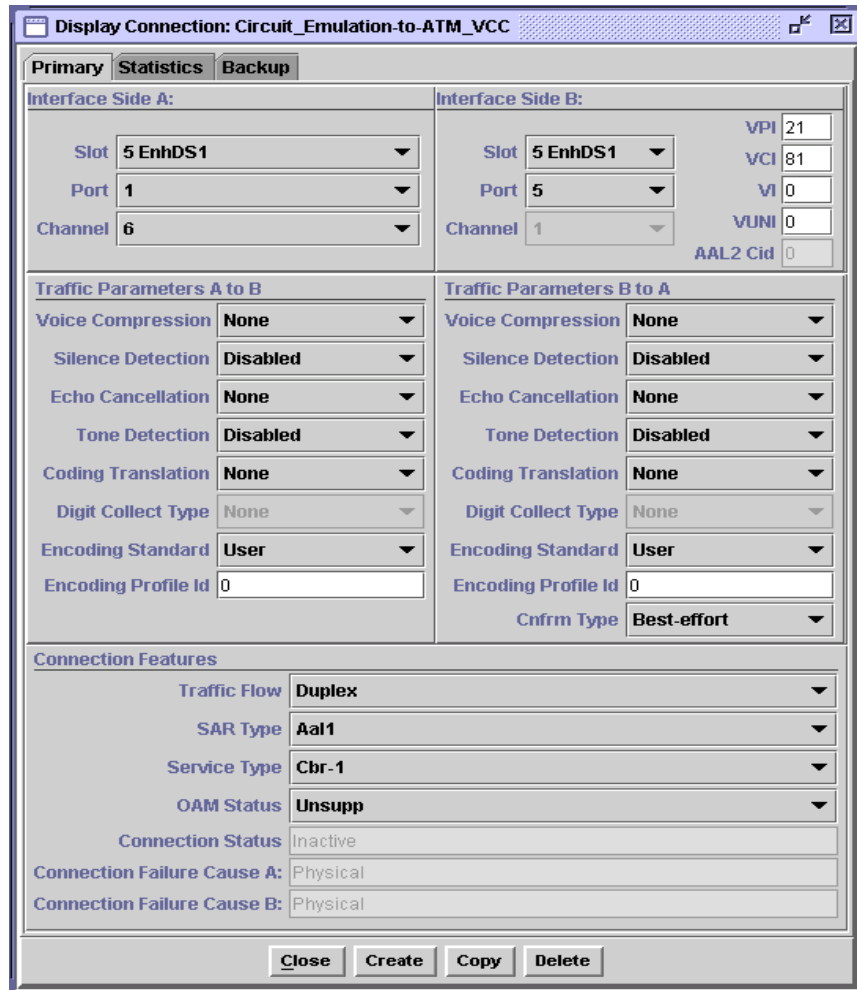 Display Connection: Circuit_Emulation-to-ATM_VCC
Primary Statistics Backup
Interface Side A:
Slot 5 EnhDS1
Port 1
Channel 6
Interface Side B:
Slot 5 EnhDS1
Port 5
Channel 1
VPI 21
VCI 81
VI 0
VUNI 0
AAL2 Cid 0
Traffic Parameters A to B
Voice Compression None
Silence Detection Disabled
Echo Cancellation None
Tone Detection Disabled
Coding Translation None
Digit Collect Type None
Encoding Standard User
Encoding Profile Id 0
Traffic Parameters B to A
Voice Compression None
Silence Detection Disabled
Echo Cancellation None
Tone Detection Disabled
Coding Translation None
Digit Collect Type None
Encoding Standard User
Encoding Profile Id 0
Cnfrm Type Best-effort
Connection Features
Traffic Flow Duplex
SAR Type Aal1
Service Type Cbr-1
OAM Status Unsupp
Connection Status Inactive
Connection Failure Cause A: Physical
Connection Failure Cause B: Physical
Close Create Copy Delete